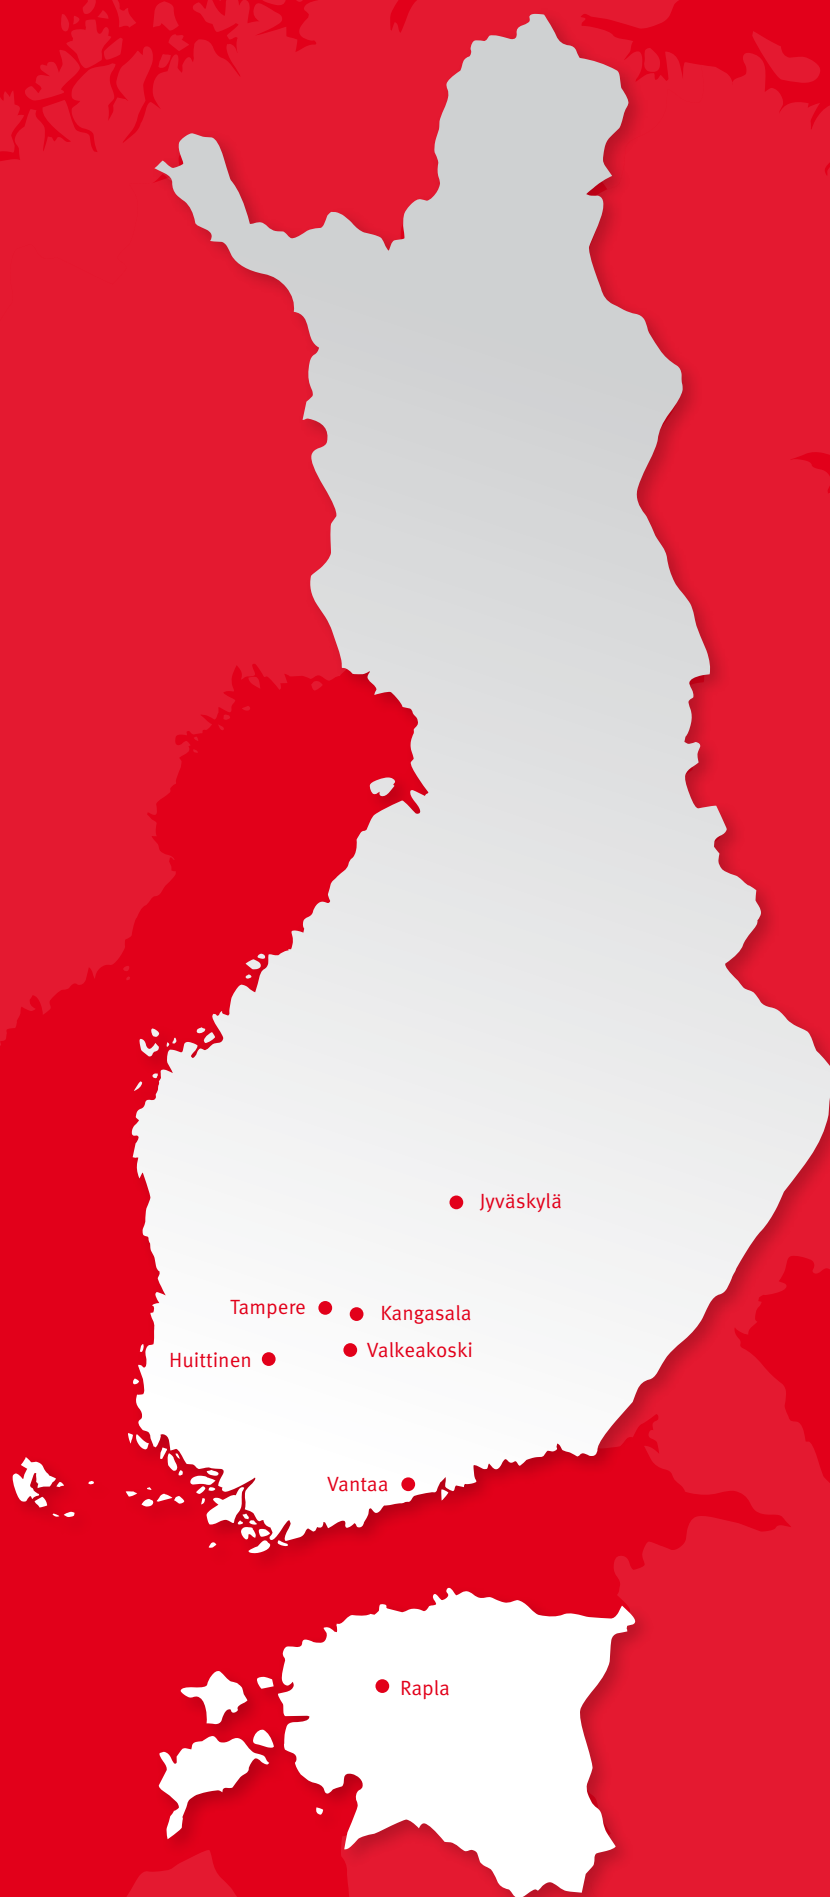 Jyväskylä
Tampere
Kangasala
Valkeakoski
Huittinen
Vantaa
Rapla